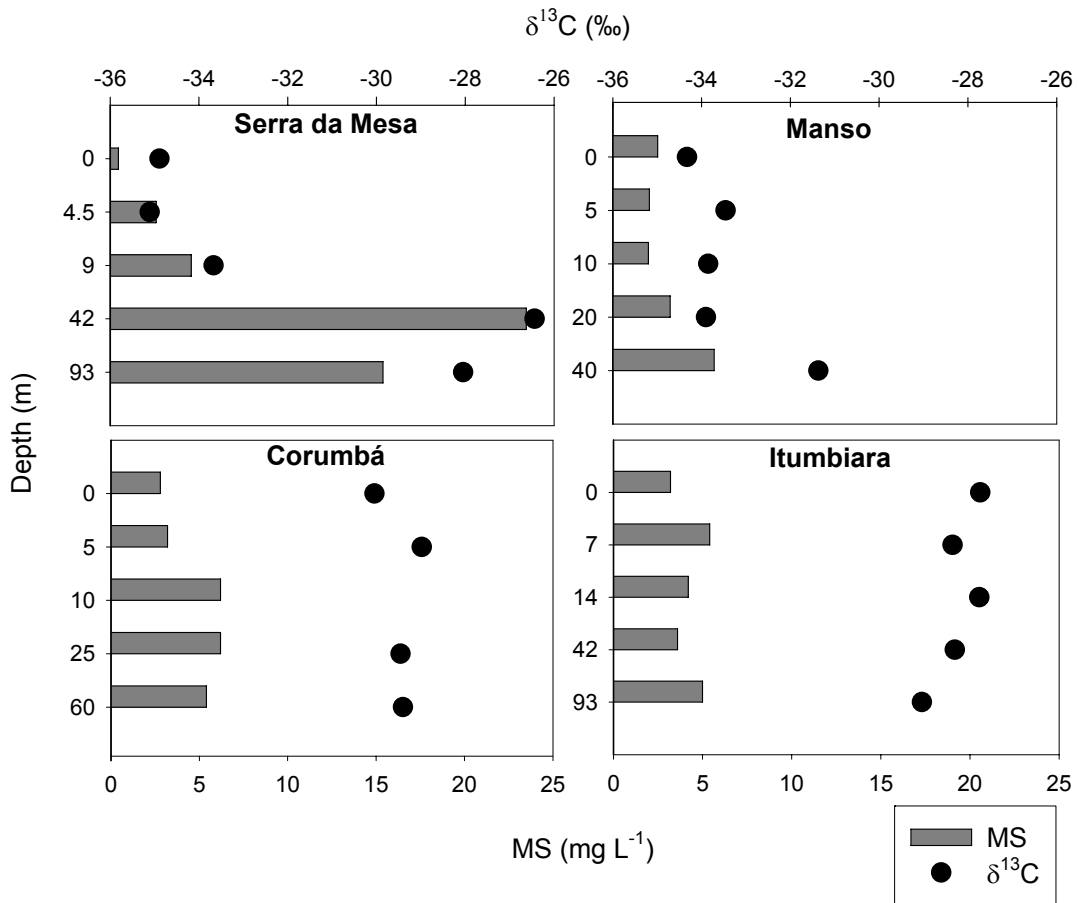 δ¹³C (‰)
-36 -34 -32 -30 -28 -26
-36 -34 -32 -30 -28 -26
Serra da Mesa
Manso
0
4.5
9
42
93
0
5
10
20
40
Depth (m)
Corumbá
Itumbiara
0
5
10
25
60
0
7
14
42
93
0 5 15 20 25
0 5 15 20 25
MS (mg L⁻¹)
MS
δ¹³C